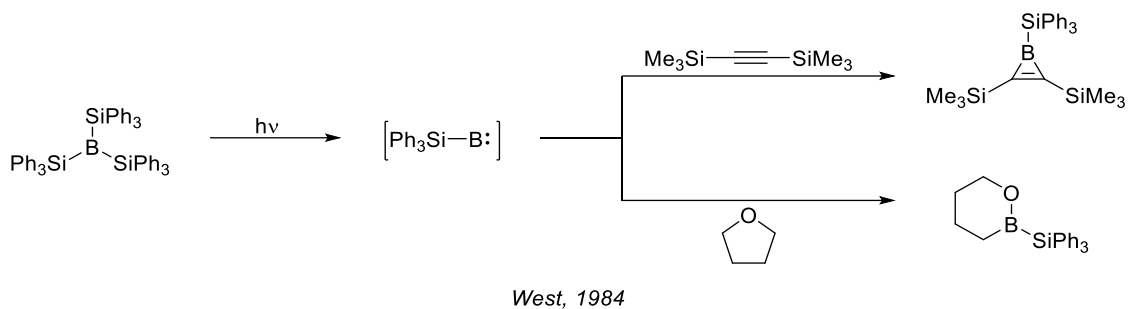 SiPh3
B
Ph3Si
SiPh3
hν
[Ph3Si—B:]
Me3Si
SiMe3
SiPh3
B
Me3Si
SiMe3
O
O
B
SiPh3
West, 1984